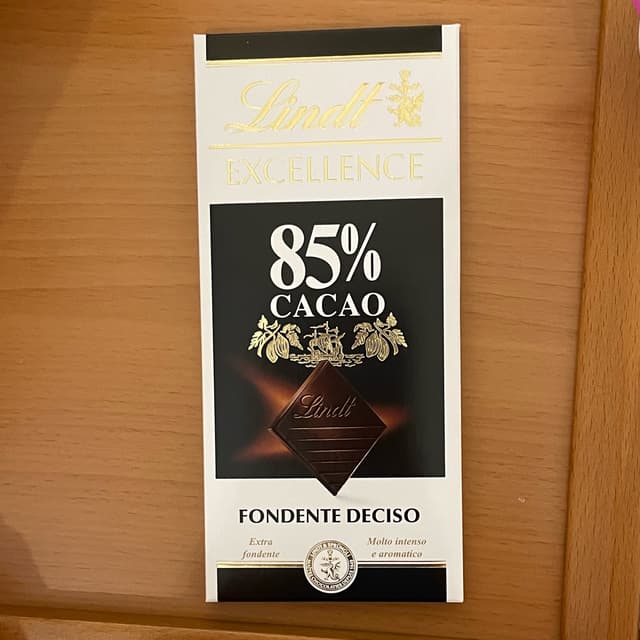 Lindt
EXCELLENCE
85%
CACAO
Lindt
FONDENTE DECISO
Extra
fondente
Molto intenso
e aromatico